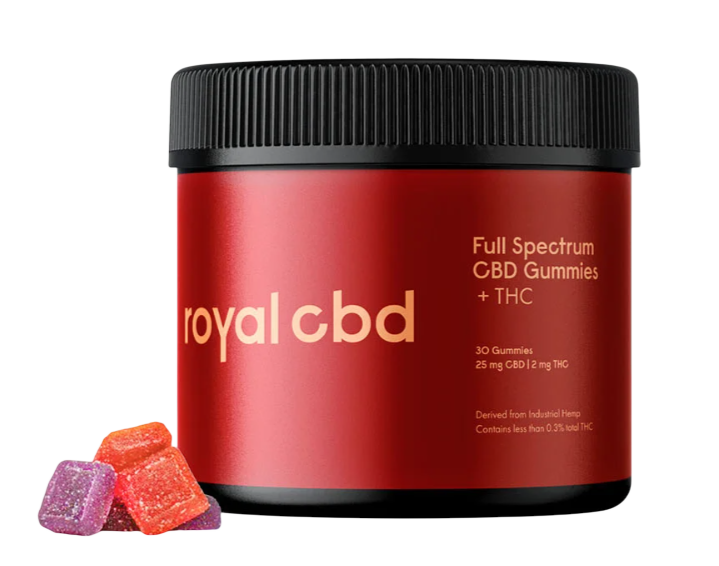 royal cbd
Full Spectrum
CBD Gummies
+ THC
30 Gummies
25 mg CBD | 2 mg THC
Derived from Industrial Hemp
Contains less than 0.3% total THC